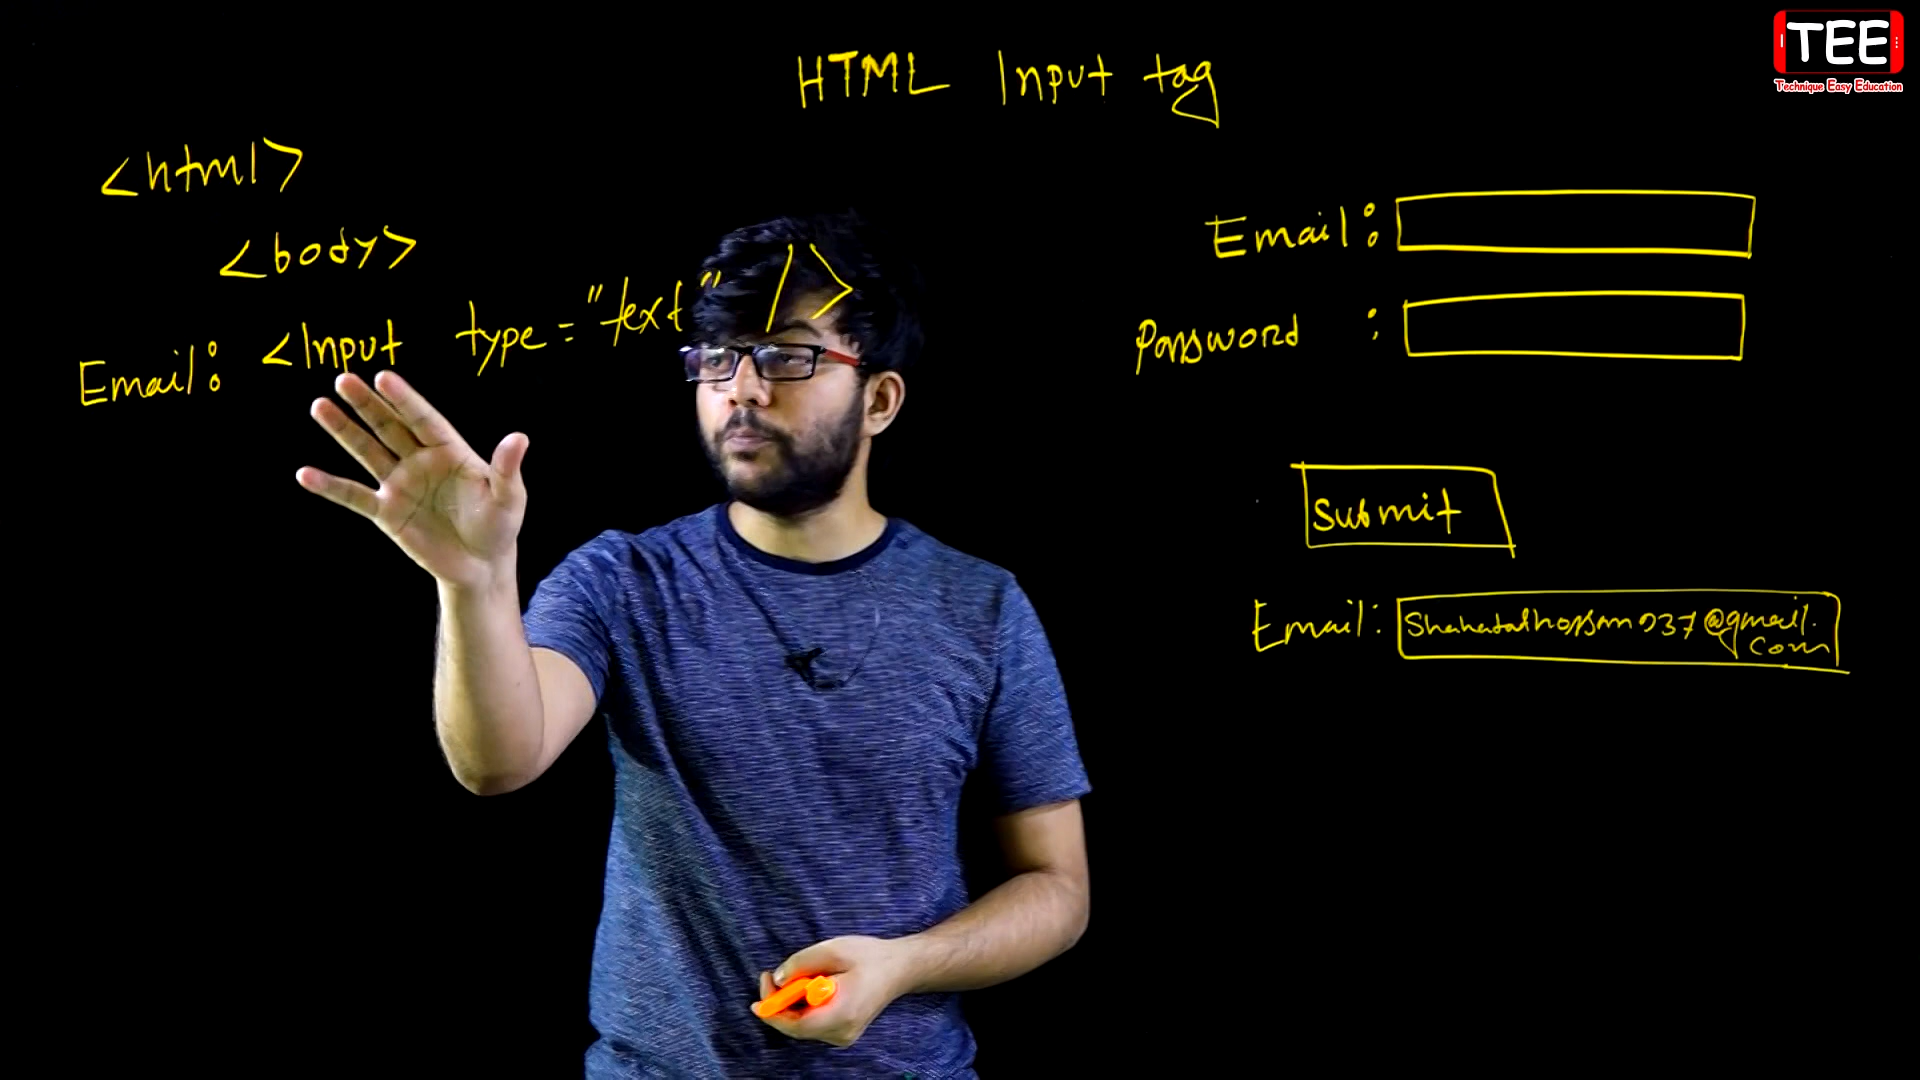 TEE
Technique Easy Education
HTML Input tag
<html>
<body>
Email: <Input type="text" />
Email:
Password :
Submit
Email: @gmail.
com